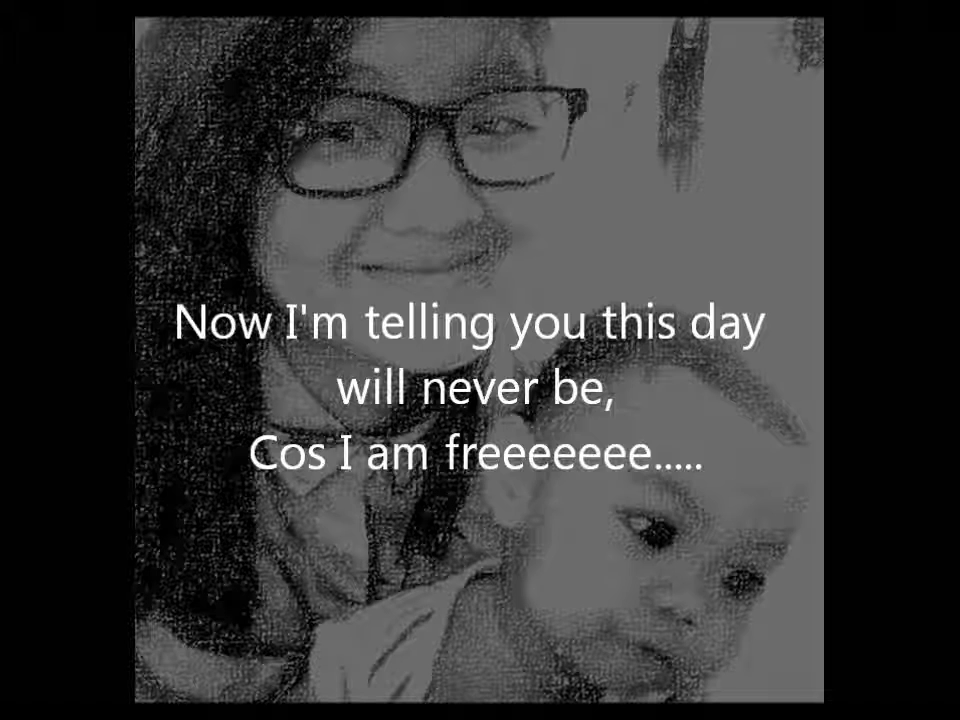 Now I'm telling you this day
will never be,
Cos I am freeeeeee.....